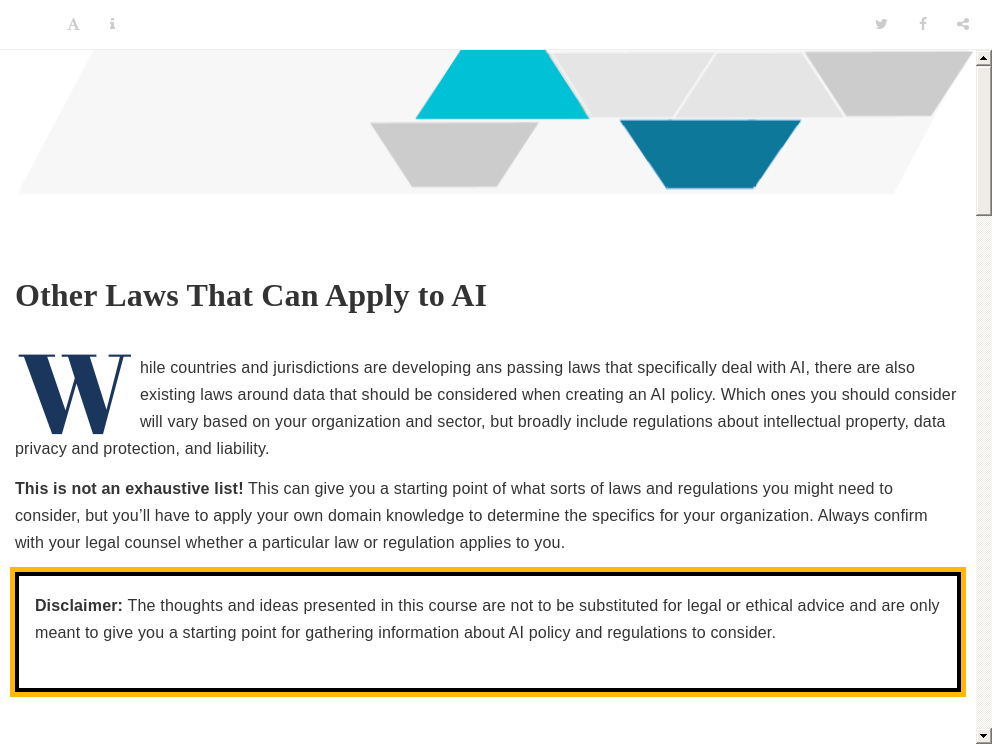 Other Laws That Can Apply to AI
While countries and jurisdictions are developing ans passing laws that specifically deal with AI, there are also
existing laws around data that should be considered when creating an AI policy. Which ones you should consider
will vary based on your organization and sector, but broadly include regulations about intellectual property, data
privacy and protection, and liability.
This is not an exhaustive list! This can give you a starting point of what sorts of laws and regulations you might need to
consider, but you’ll have to apply your own domain knowledge to determine the specifics for your organization. Always confirm
with your legal counsel whether a particular law or regulation applies to you.
Disclaimer: The thoughts and ideas presented in this course are not to be substituted for legal or ethical advice and are only
meant to give you a starting point for gathering information about AI policy and regulations to consider.